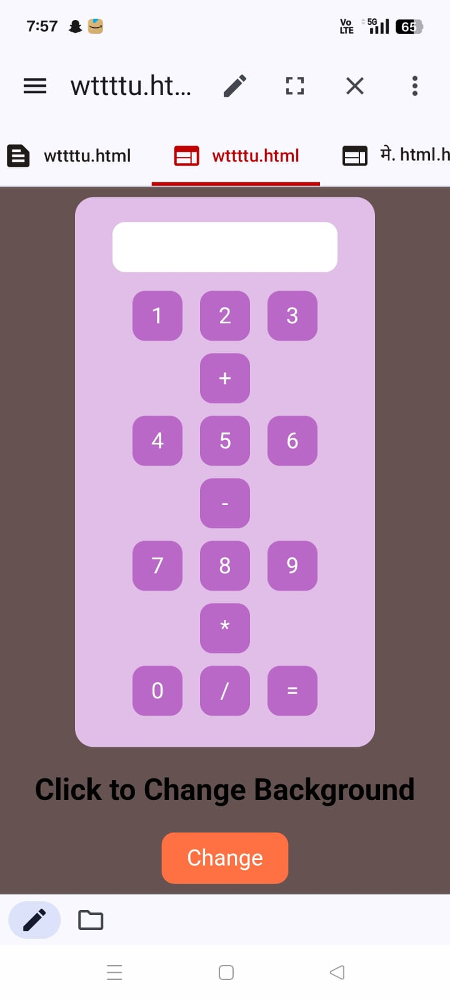 7:57 Vo LTE 5G 65
wttttu.ht...
wttttu.html wttttu.html मे. html.h
1 2 3
+
4 5 6
-
7 8 9
*
0 / =
Click to Change Background
Change